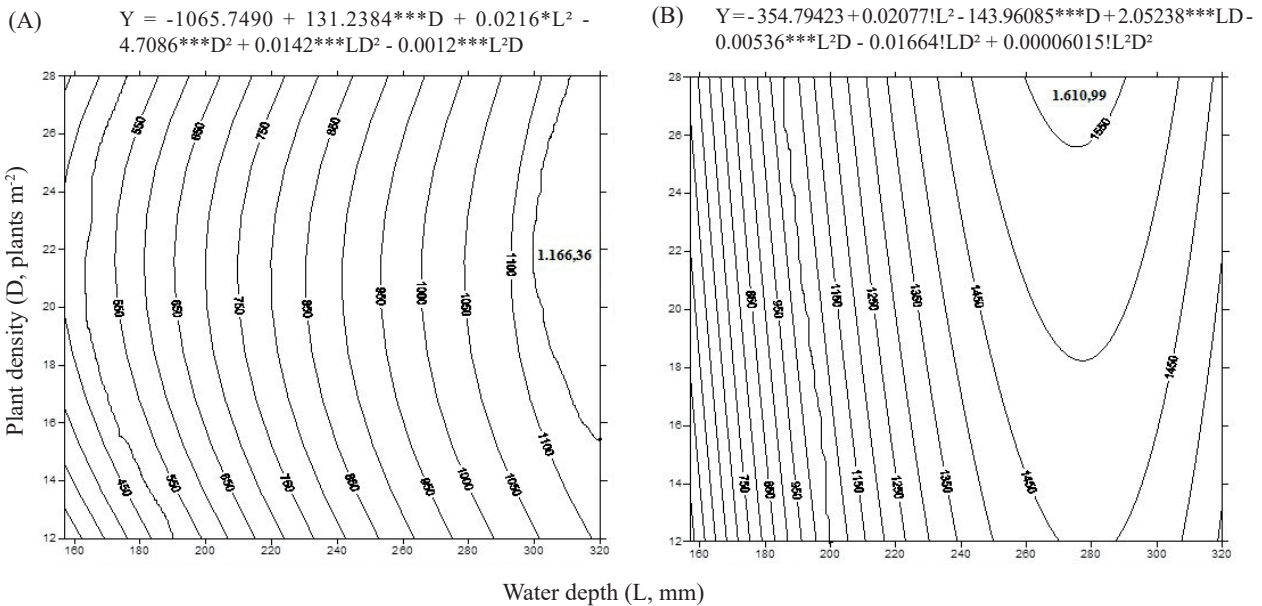 (A)
Y = -1065.7490 + 131.2384***D + 0.0216*L² -
4.7086***D² + 0.0142***LD² - 0.0012***L²D
(B)
Y=-354.79423+0.02077!L²-143.96085***D+2.05238***LD-
0.00536***L²D - 0.01664!LD² + 0.00006015!L²D²
Plant density (D, plants m⁻²)
28
26
24
22
20
18
16
14
12
550 650 750 850
1.166,36
1100
550 650 750 850 950 1000 1050
1100
450 550 650 750 850 950 1000 1050
160 180 200 220 240 260 280 300 320
28
26
24
22
20
18
16
14
12
1.610,99
1550
850 950 1150 1250 1350 1450
1450
750 850 950 1150 1250 1350 1450
160 180 200 220 240 260 280 300 320
Water depth (L, mm)